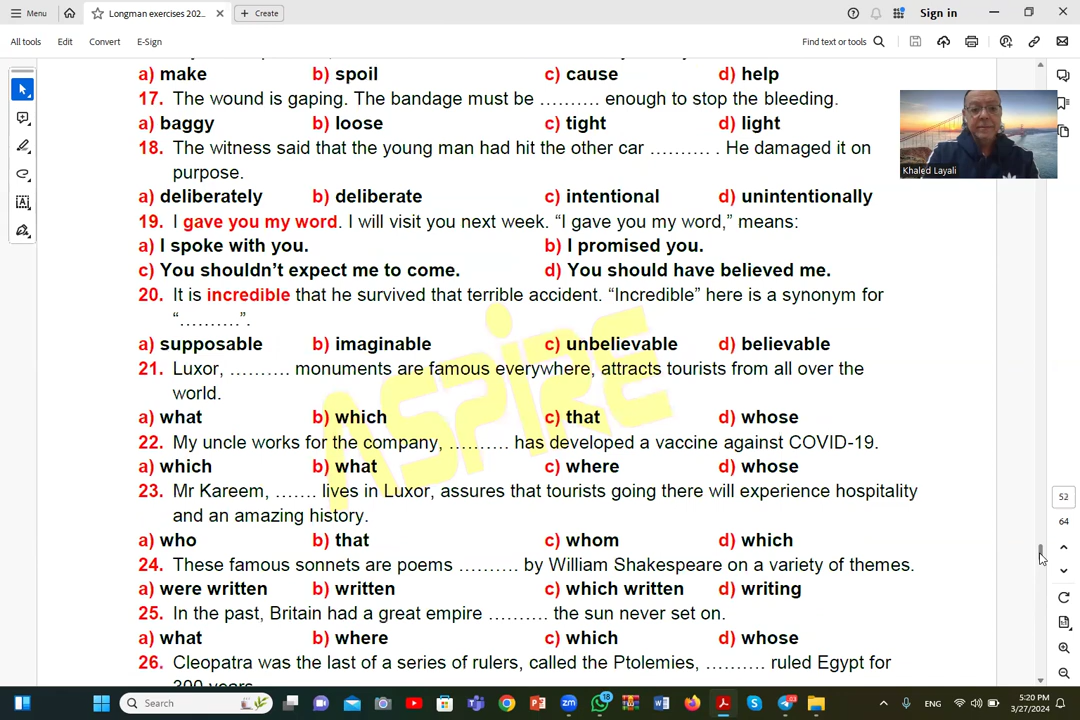 Menu
Longman exercises 202...
Create
Sign in
All tools
Edit
Convert
E-Sign
Find text or tools
a) make b) spoil c) cause d) help
17. The wound is gaping. The bandage must be ………. enough to stop the bleeding.
a) baggy b) loose c) tight d) light
18. The witness said that the young man had hit the other car ………. . He damaged it on
purpose.
a) deliberately b) deliberate c) intentional d) unintentionally
19. I gave you my word. I will visit you next week. “I gave you my word,” means:
a) I spoke with you. b) I promised you.
c) You shouldn’t expect me to come. d) You should have believed me.
20. It is incredible that he survived that terrible accident. “Incredible” here is a synonym for
“……….”.
a) supposable b) imaginable c) unbelievable d) believable
21. Luxor, ………. monuments are famous everywhere, attracts tourists from all over the
world.
a) what b) which c) that d) whose
22. My uncle works for the company, ………. has developed a vaccine against COVID-19.
a) which b) what c) where d) whose
23. Mr Kareem, ……. lives in Luxor, assures that tourists going there will experience hospitality
and an amazing history.
a) who b) that c) whom d) which
24. These famous sonnets are poems ………. by William Shakespeare on a variety of themes.
a) were written b) written c) which written d) writing
25. In the past, Britain had a great empire ………. the sun never set on.
a) what b) where c) which d) whose
26. Cleopatra was the last of a series of rulers, called the Ptolemies, ………. ruled Egypt for
300 years.
ASPIRE
Khaled Layali
52
64
Search
18
ENG
5:20 PM
3/27/2024